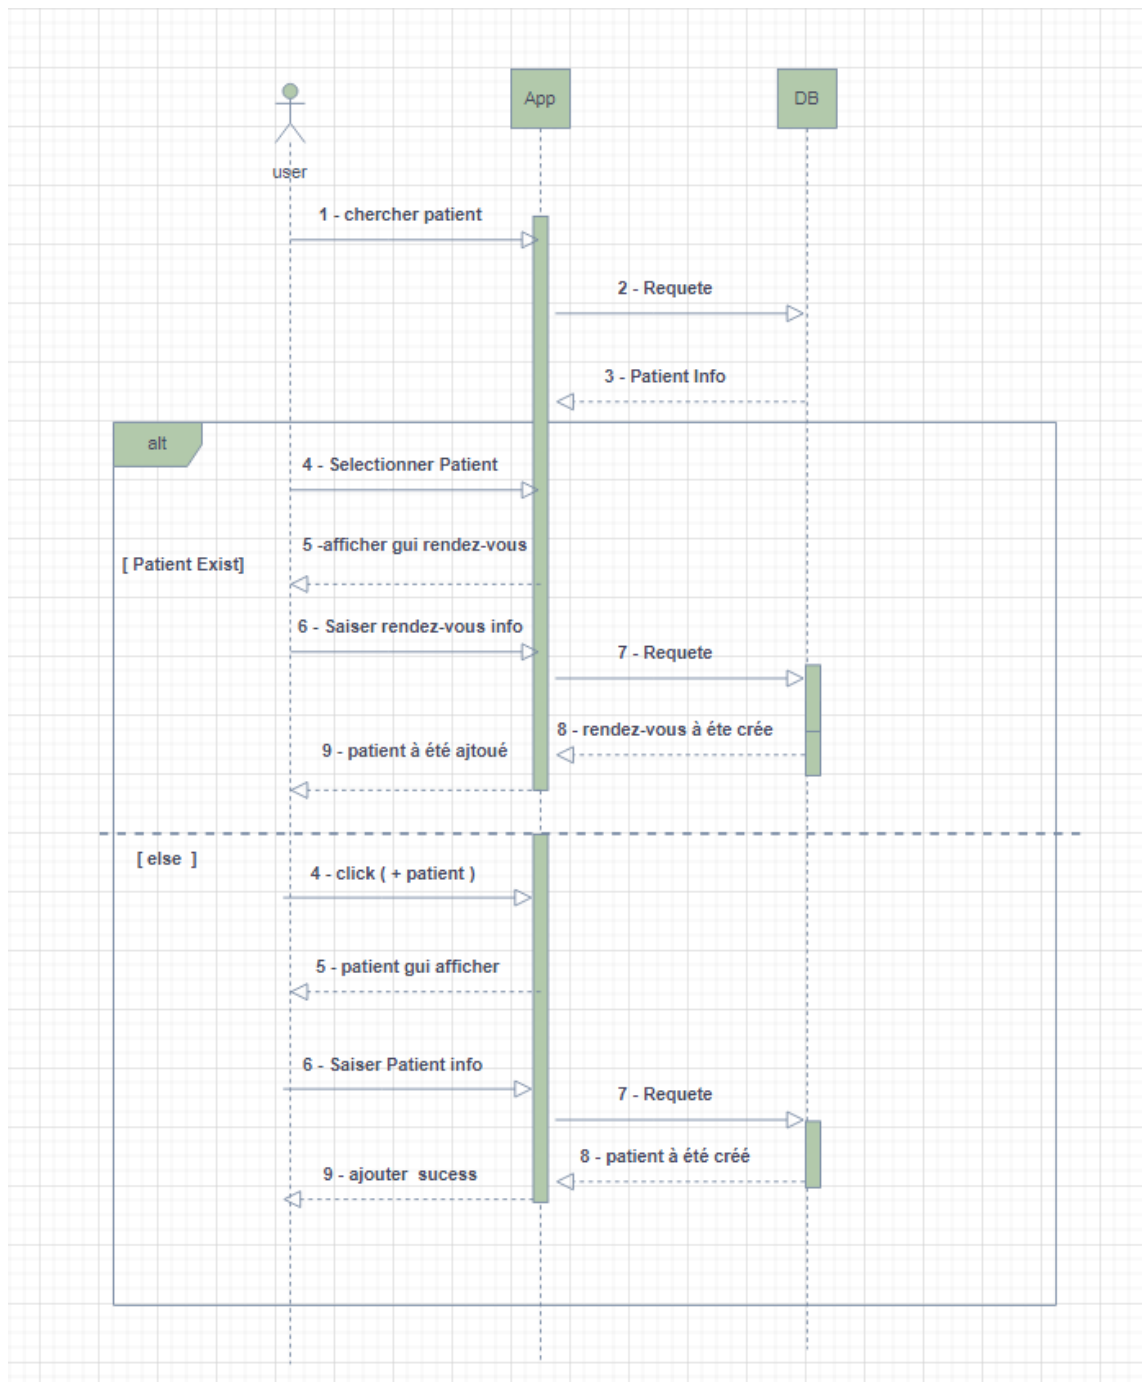 App
DB
user
1 - chercher patient
2 - Requete
3 - Patient Info
alt
4 - Selectionner Patient
5 -afficher gui rendez-vous
[ Patient Exist]
6 - Saiser rendez-vous info
7 - Requete
8 - rendez-vous à éte crée
9 - patient à été ajtoué
[ else  ]
4 - click ( + patient )
5 - patient gui afficher
6 - Saiser Patient info
7 - Requete
8 - patient à été créé
9 - ajouter  sucess